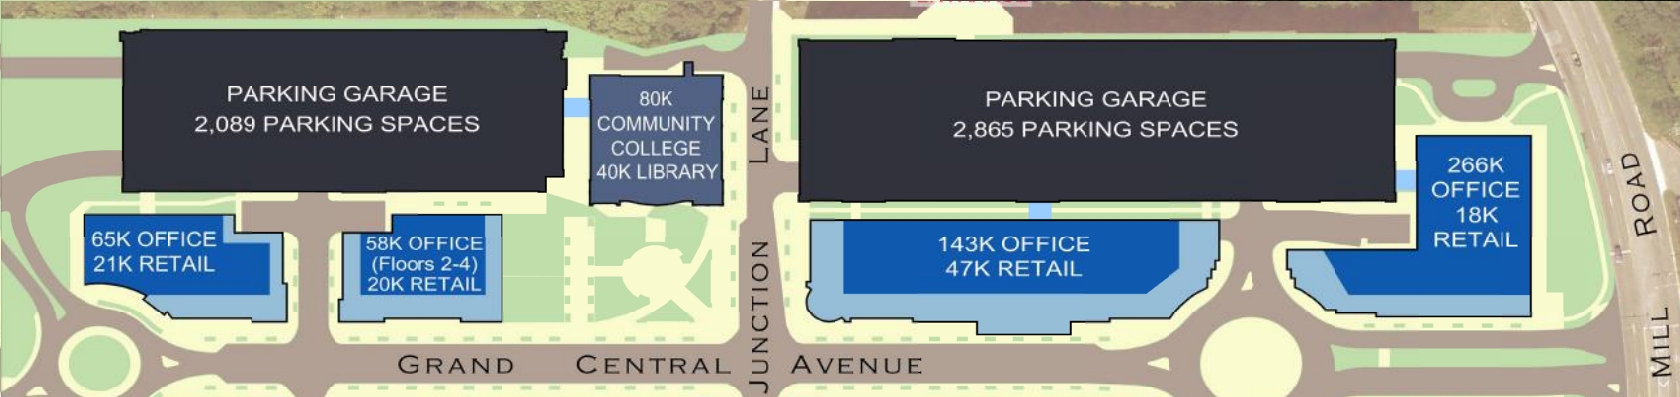 PARKING GARAGE
2,089 PARKING SPACES
80K
COMMUNITY
COLLEGE
40K LIBRARY
PARKING GARAGE
2,865 PARKING SPACES
266K
OFFICE
18K
RETAIL
65K OFFICE
21K RETAIL
58K OFFICE
(Floors 2-4)
20K RETAIL
143K OFFICE
47K RETAIL
JUNCTION LANE
MILL ROAD
GRAND CENTRAL AVENUE